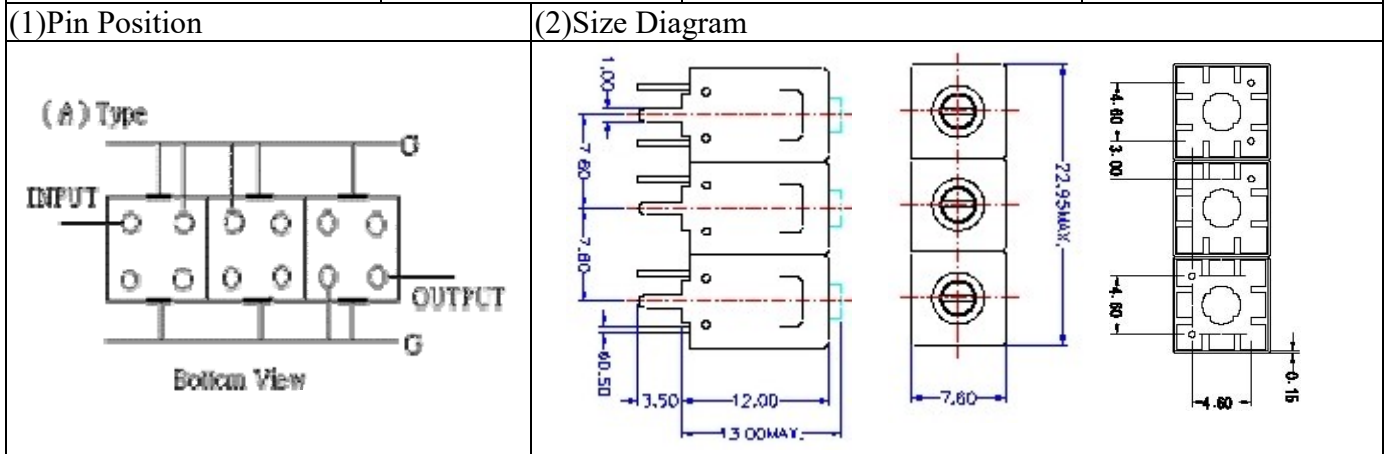 (1)Pin Position
(2)Size Diagram
(A) Type
G
INPUT
OUTPUT
G
Bottom View
1.00
7.60
7.60
φ0.50
3.50
12.00
13.00MAX.
22.95MAX.
7.60
4.60
3.00
4.60
4.60
0.15